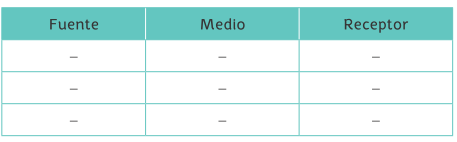 Fuente Medio Receptor
– – –
– – –
– – –